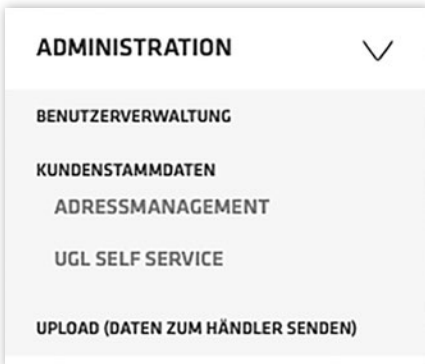 ADMINISTRATION
BENUTZERVERWALTUNG
KUNDENSTAMMDATEN
ADRESSMANAGEMENT
UGL SELF SERVICE
UPLOAD (DATEN ZUM HÄNDLER SENDEN)